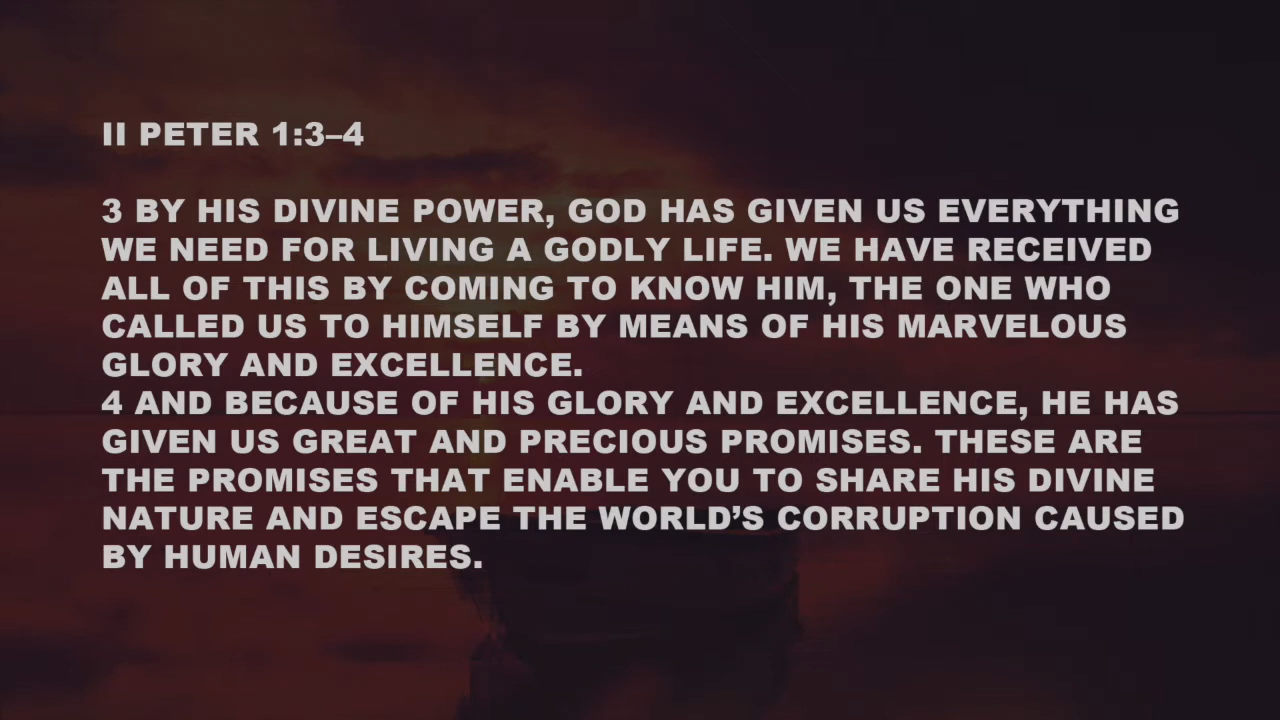 II PETER 1:3–4
3 BY HIS DIVINE POWER, GOD HAS GIVEN US EVERYTHING
WE NEED FOR LIVING A GODLY LIFE. WE HAVE RECEIVED
ALL OF THIS BY COMING TO KNOW HIM, THE ONE WHO
CALLED US TO HIMSELF BY MEANS OF HIS MARVELOUS
GLORY AND EXCELLENCE.
4 AND BECAUSE OF HIS GLORY AND EXCELLENCE, HE HAS
GIVEN US GREAT AND PRECIOUS PROMISES. THESE ARE
THE PROMISES THAT ENABLE YOU TO SHARE HIS DIVINE
NATURE AND ESCAPE THE WORLD’S CORRUPTION CAUSED
BY HUMAN DESIRES.